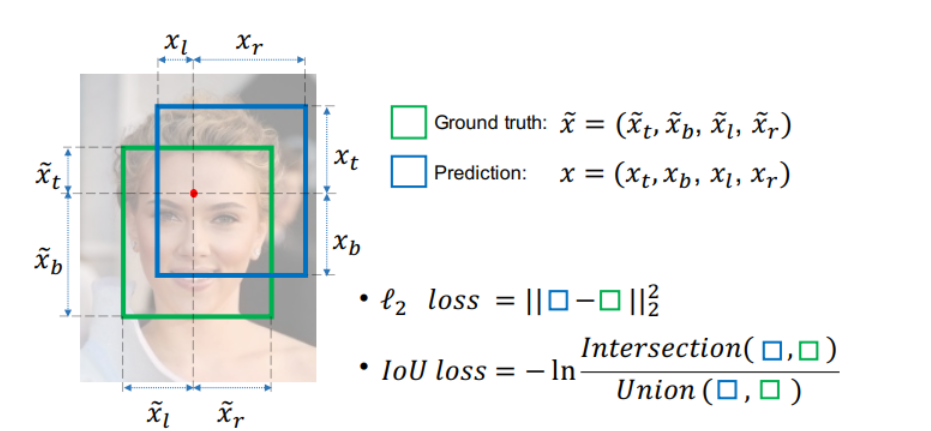 x_l x_r
x̃_t
x_t
x̃_b
x_b
x̃_l x̃_r
Ground truth: x̃ = (x̃_t, x̃_b, x̃_l, x̃_r)
Prediction: x = (x_t, x_b, x_l, x_r)
• ℓ_2 loss = ||□−□||_2^2
• IoU loss = − ln Intersection(□,□) / Union (□,□)